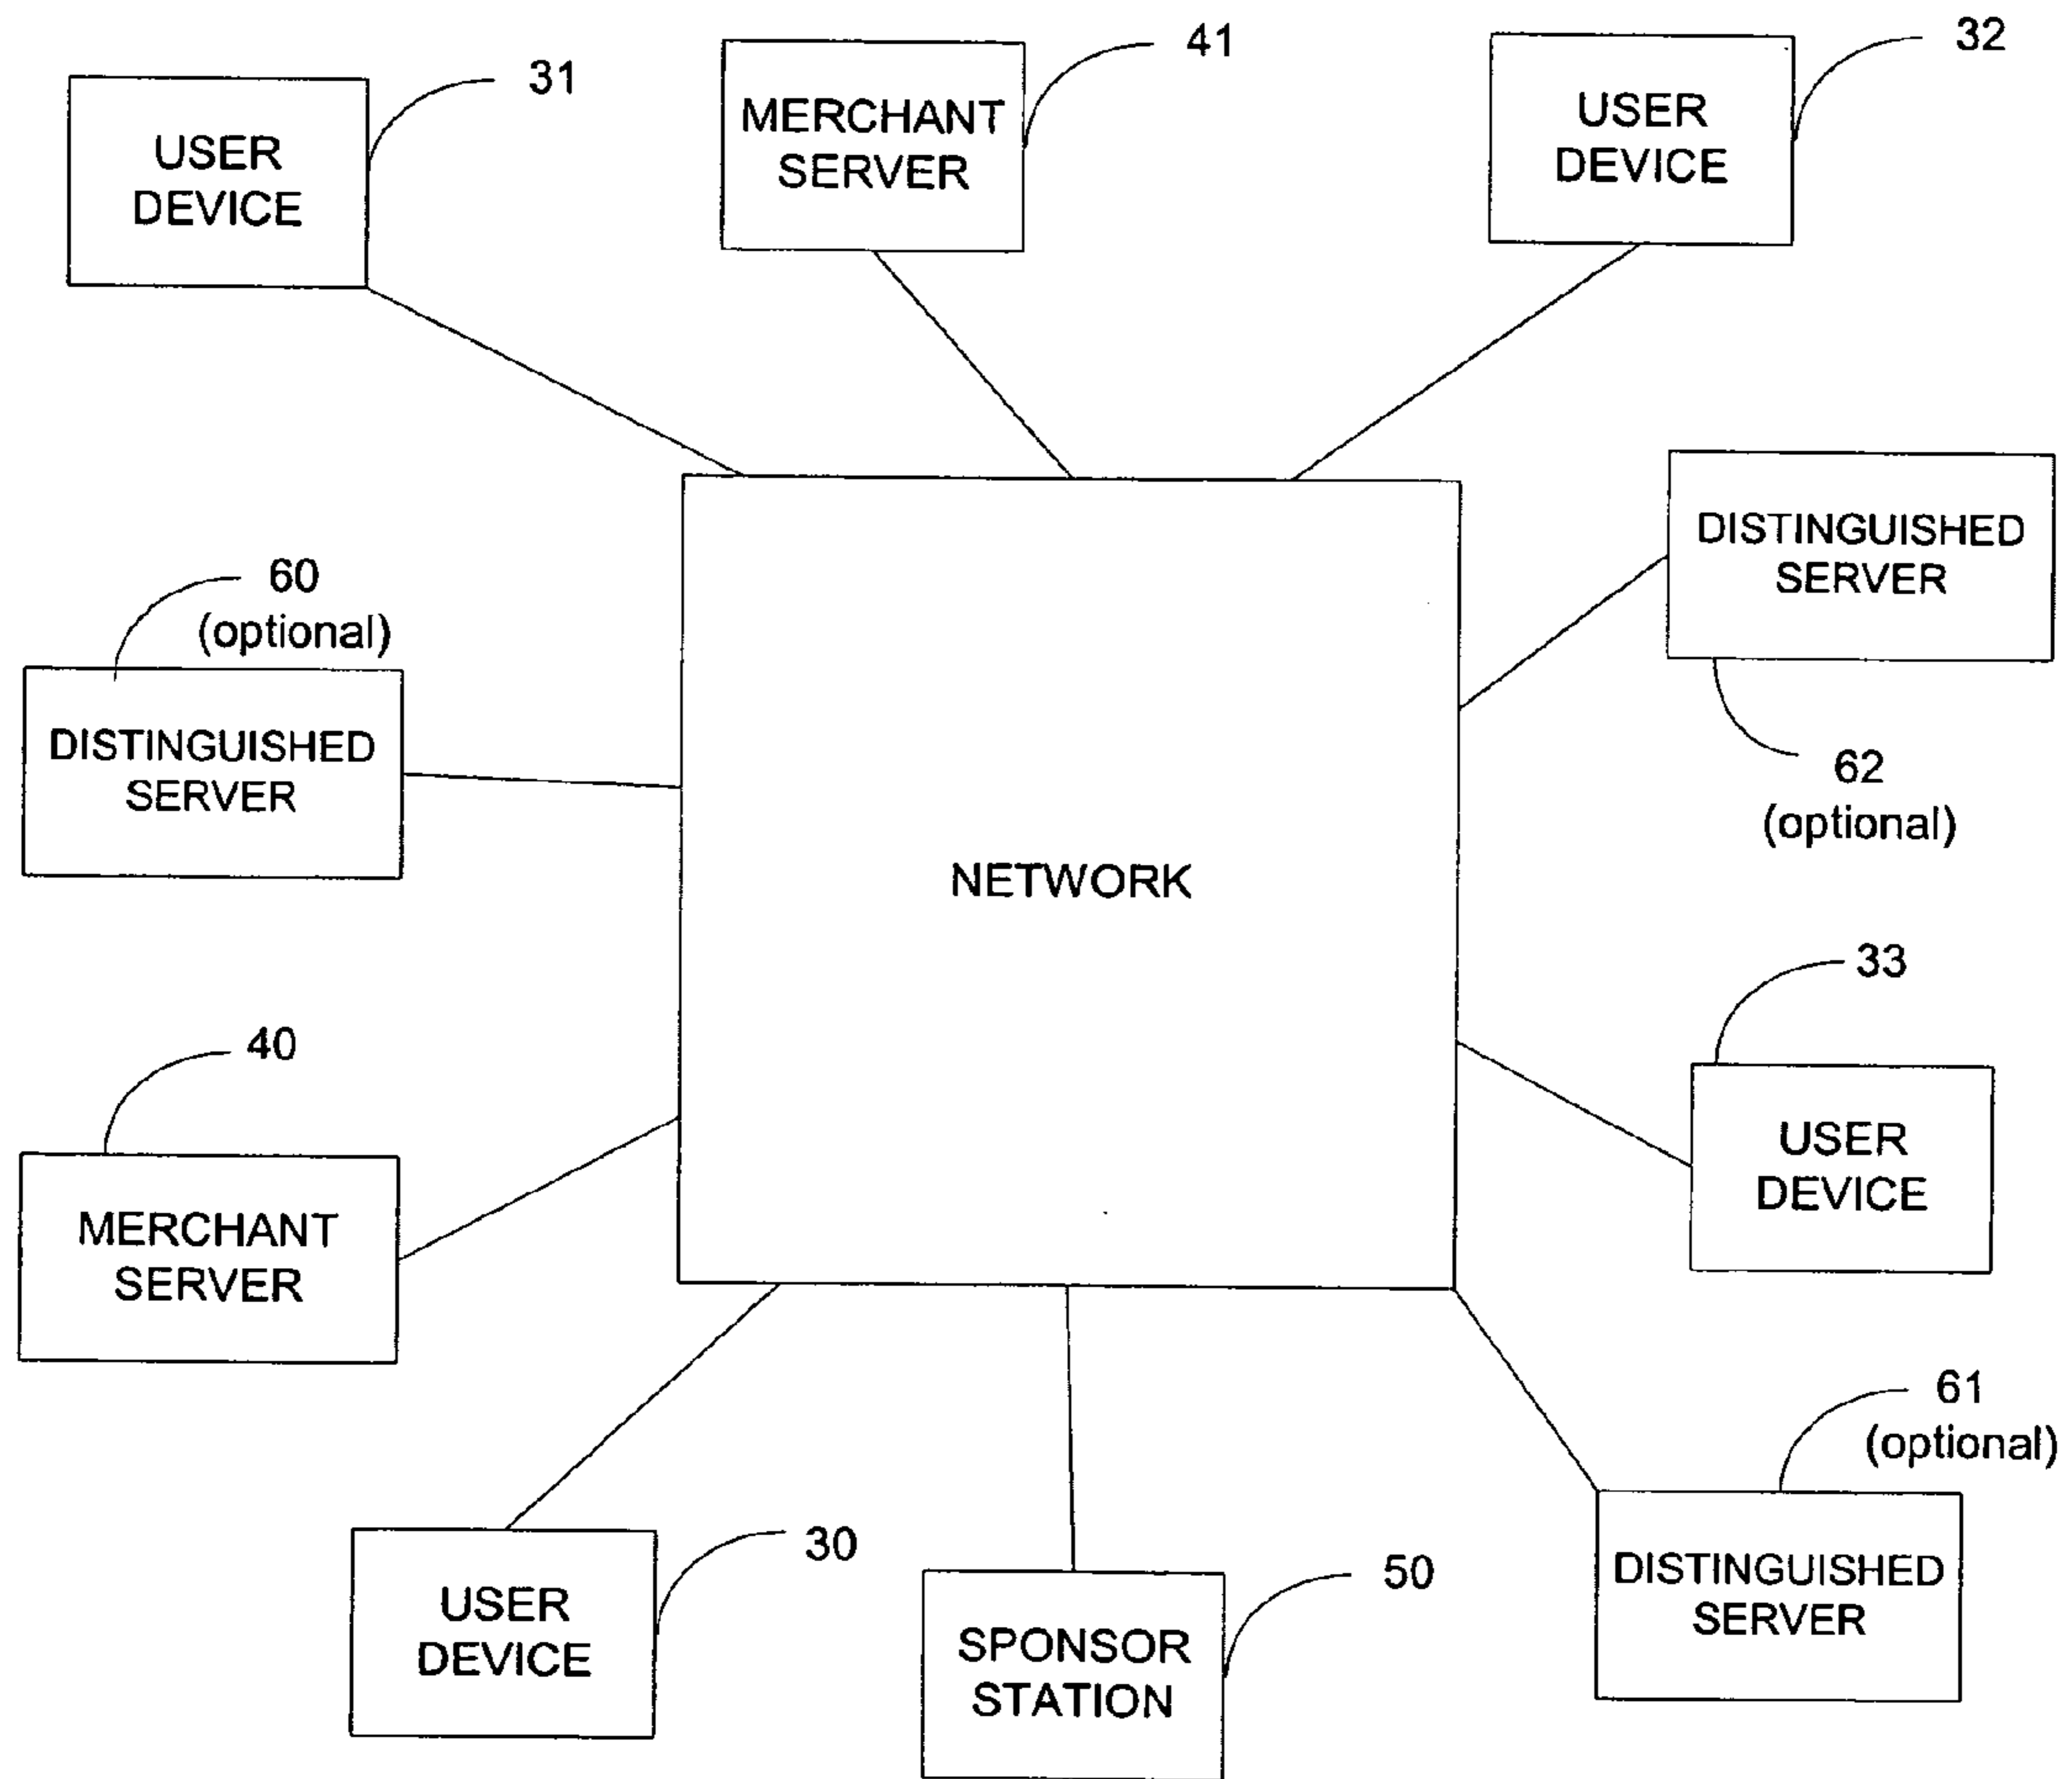 31
USER
DEVICE
41
MERCHANT
SERVER
32
USER
DEVICE
DISTINGUISHED
SERVER
62
(optional)
60
(optional)
DISTINGUISHED
SERVER
NETWORK
33
USER
DEVICE
40
MERCHANT
SERVER
61
(optional)
DISTINGUISHED
SERVER
30
USER
DEVICE
50
SPONSOR
STATION